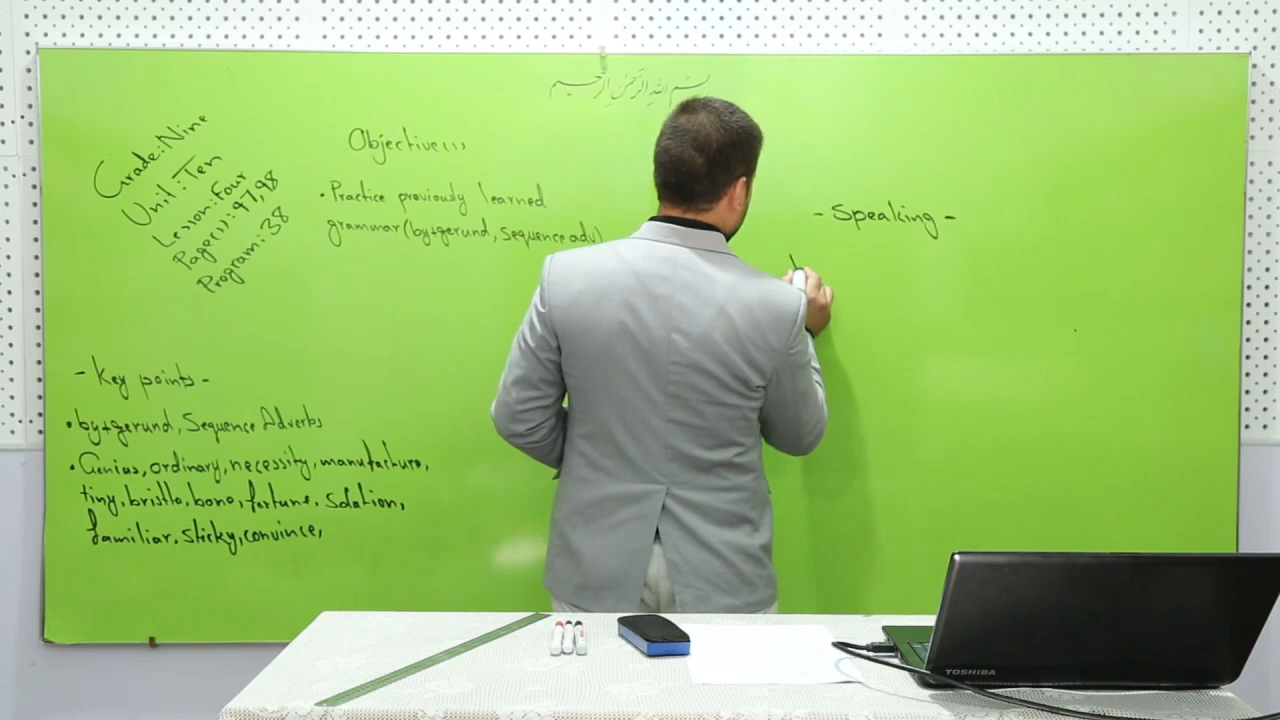 بسم الله الرحمن الرحيم
Grade: Nine
Unit: Ten
Lesson: Four
Page(s): 97,98
Program: 38
Objective(s)
• Practice previously learned
grammar (by+gerund, Sequence adv)
- Key points -
• by+gerund, Sequence Adverbs
• Genius, ordinary, necessity, manufacture,
tiny, bristle, bone, fortune, Solation,
familiar, sticky, convince,
- Speaking -
TOSHIBA